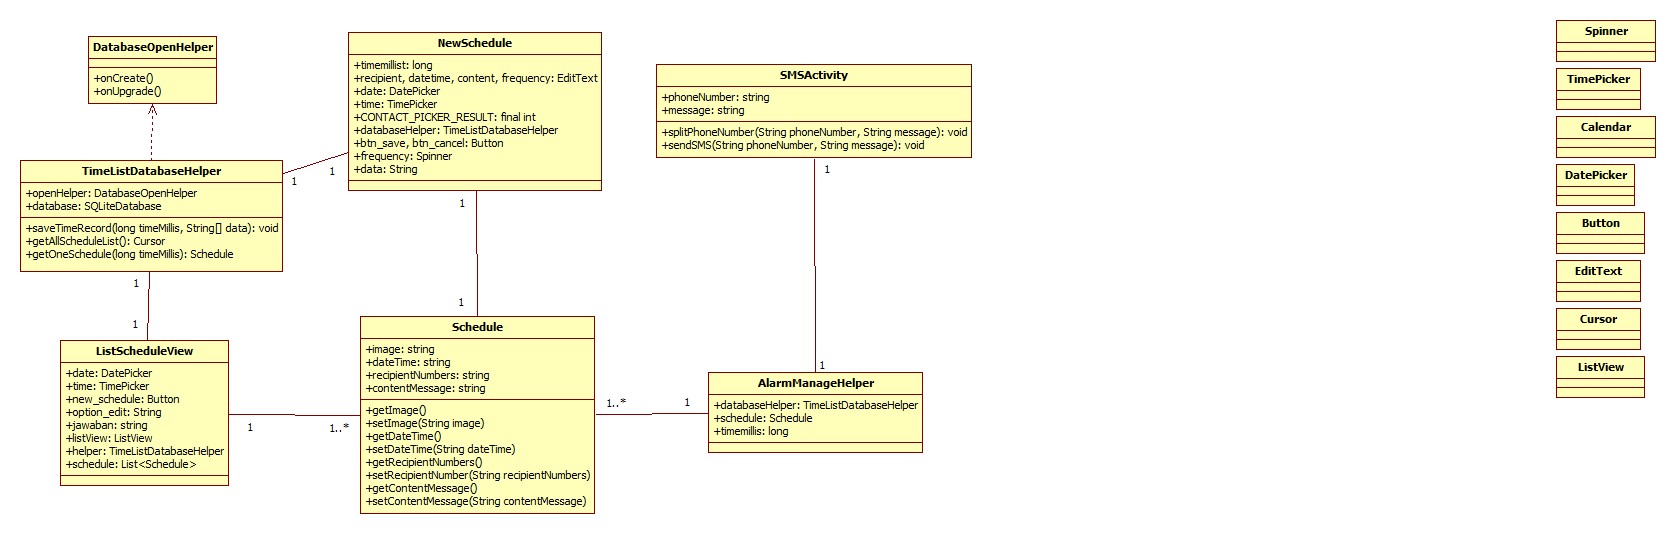 DatabaseOpenHelper
+onCreate()
+onUpgrade()
NewSchedule
+timemillist: long
+recipient, datetime, content, frequency: EditText
+date: DatePicker
+time: TimePicker
+CONTACT_PICKER_RESULT: final int
+databaseHelper: TimeListDatabaseHelper
+btn_save, btn_cancel: Button
+frequency: Spinner
+data: String
SMSActivity
+phoneNumber: string
+message: string
+splitPhoneNumber(String phoneNumber, String message): void
+sendSMS(String phoneNumber, String message): void
TimeListDatabaseHelper
+openHelper: DatabaseOpenHelper
+database: SQLiteDatabase
+saveTimeRecord(long timeMillis, String[] data): void
+getAllScheduleList(): Cursor
+getOneSchedule(long timeMillis): Schedule
1
1
1
1
1
1
1
1
ListScheduleView
+date: DatePicker
+time: TimePicker
+new_schedule: Button
+option_edit: String
+jawaban: string
+listView: ListView
+helper: TimeListDatabaseHelper
+schedule: List<Schedule>
1
1..*
Schedule
+image: string
+dateTime: string
+recipientNumbers: string
+contentMessage: string
+getImage()
+setImage(String image)
+getDateTime()
+setDateTime(String dateTime)
+getRecipientNumbers()
+setRecipientNumber(String recipientNumbers)
+getContentMessage()
+setContentMessage(String contentMessage)
1..*
1
AlarmManageHelper
+databaseHelper: TimeListDatabaseHelper
+schedule: Schedule
+timemillis: long
Spinner
TimePicker
Calendar
DatePicker
Button
EditText
Cursor
ListView